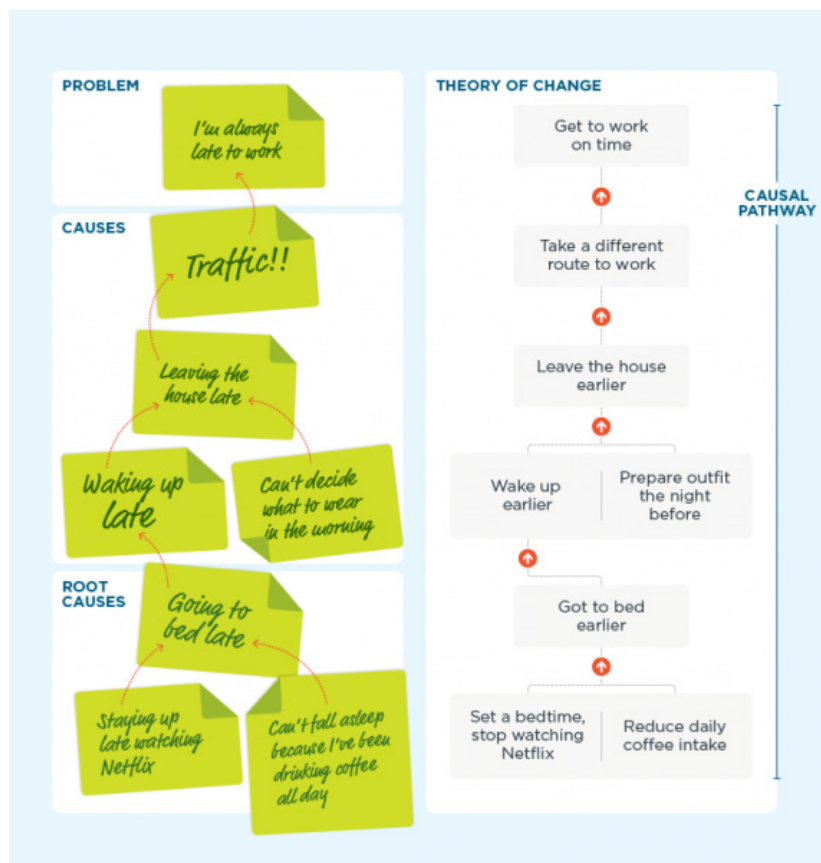 PROBLEM
I'm always
late to work
CAUSES
Traffic!!
Leaving the
house late
Waking up
late
Can't decide
what to wear
in the morning
ROOT
CAUSES
Going to
bed late
Staying up
late watching
Netflix
Can't fall asleep
because I've been
drinking coffee
all day
THEORY OF CHANGE
Get to work
on time
CAUSAL
PATHWAY
Take a different
route to work
Leave the house
earlier
Wake up
earlier
Prepare outfit
the night
before
Got to bed
earlier
Set a bedtime,
stop watching
Netflix
Reduce daily
coffee intake